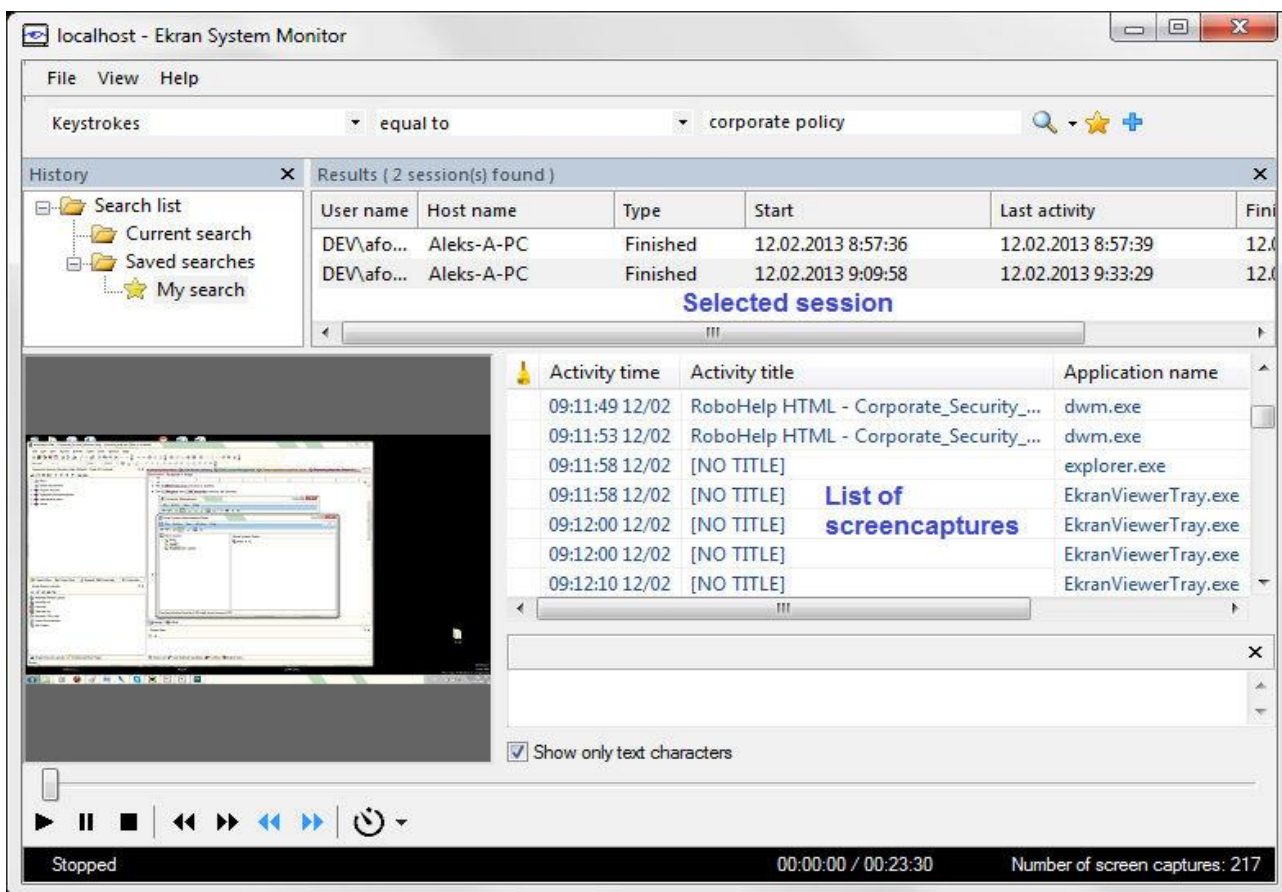 localhost - Ekran System Monitor
File View Help
Keystrokes equal to corporate policy
History
Search list
Current search
Saved searches
My search
Results ( 2 session(s) found )
User name Host name Type Start Last activity Fini
DEV\afo... Aleks-A-PC Finished 12.02.2013 8:57:36 12.02.2013 8:57:39 12.0
DEV\afo... Aleks-A-PC Finished 12.02.2013 9:09:58 12.02.2013 9:33:29 12.0
Selected session
Activity time Activity title Application name
09:11:49 12/02 RoboHelp HTML - Corporate_Security_... dwm.exe
09:11:53 12/02 RoboHelp HTML - Corporate_Security_... dwm.exe
09:11:58 12/02 [NO TITLE] explorer.exe
09:11:58 12/02 [NO TITLE] EkranViewerTray.exe
09:12:00 12/02 [NO TITLE] EkranViewerTray.exe
09:12:00 12/02 [NO TITLE] EkranViewerTray.exe
09:12:10 12/02 [NO TITLE] EkranViewerTray.exe
List of
screencaptures
Show only text characters
Stopped 00:00:00 / 00:23:30 Number of screen captures: 217